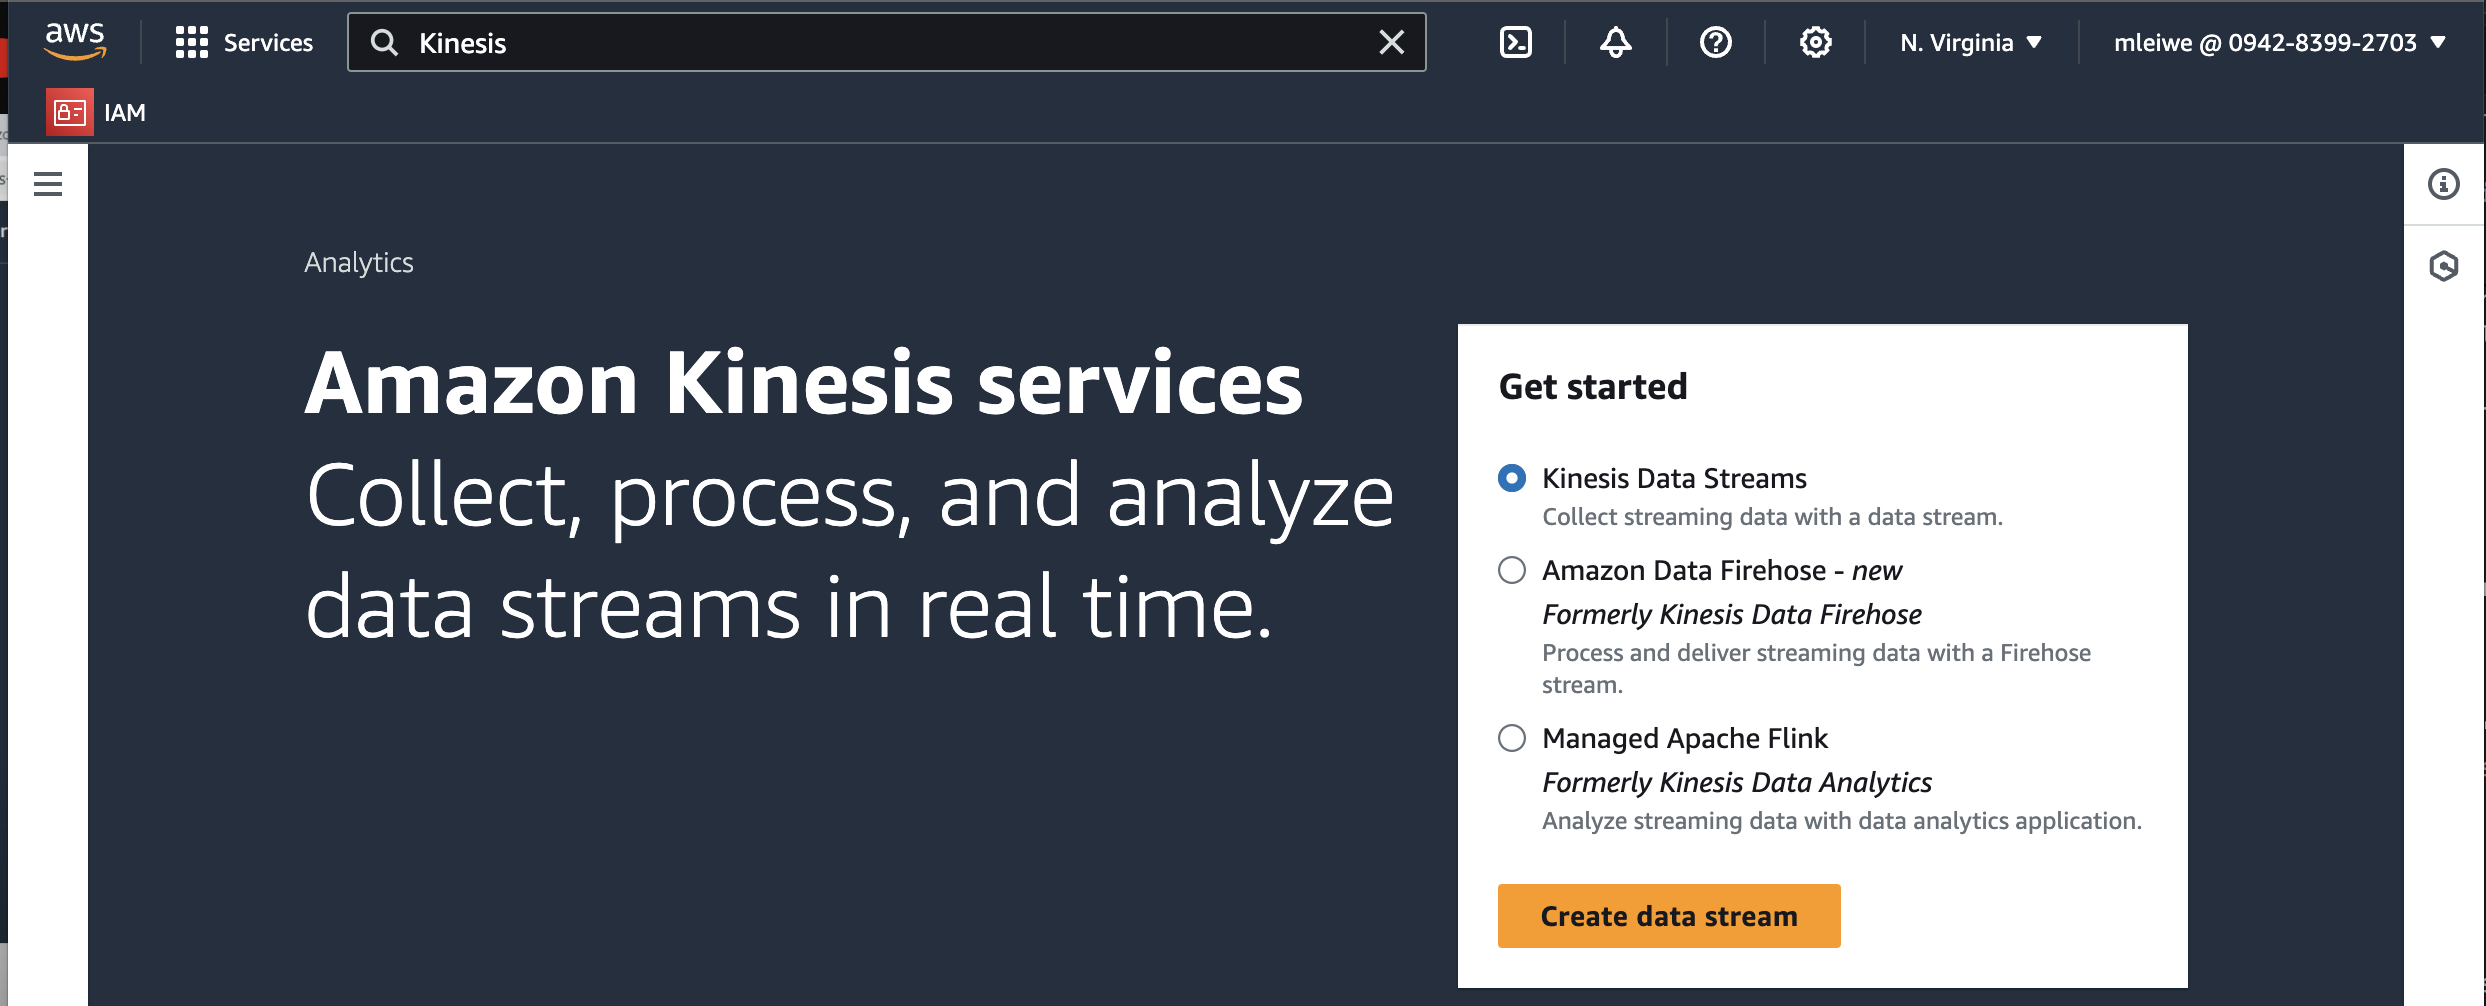 aws
Services
Kinesis
N. Virginia
mleiwe @ 0942-8399-2703
IAM
Analytics
Amazon Kinesis services
Collect, process, and analyze
data streams in real time.
Get started
Kinesis Data Streams
Collect streaming data with a data stream.
Amazon Data Firehose - new
Formerly Kinesis Data Firehose
Process and deliver streaming data with a Firehose
stream.
Managed Apache Flink
Formerly Kinesis Data Analytics
Analyze streaming data with data analytics application.
Create data stream